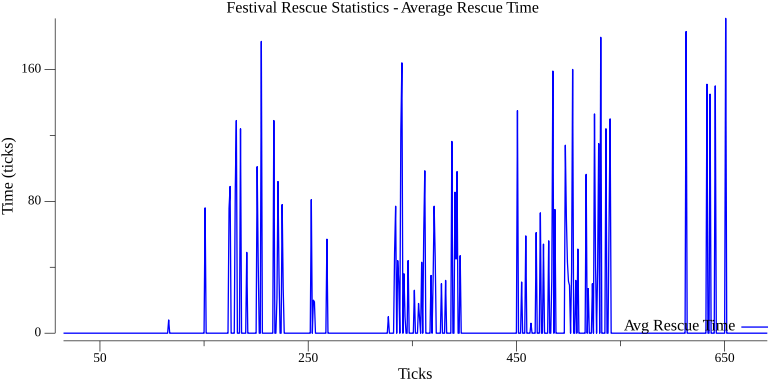 Festival Rescue Statistics - Average Rescue Time
Time (ticks)
160
80
0
Avg Rescue Time
50
250
450
650
Ticks